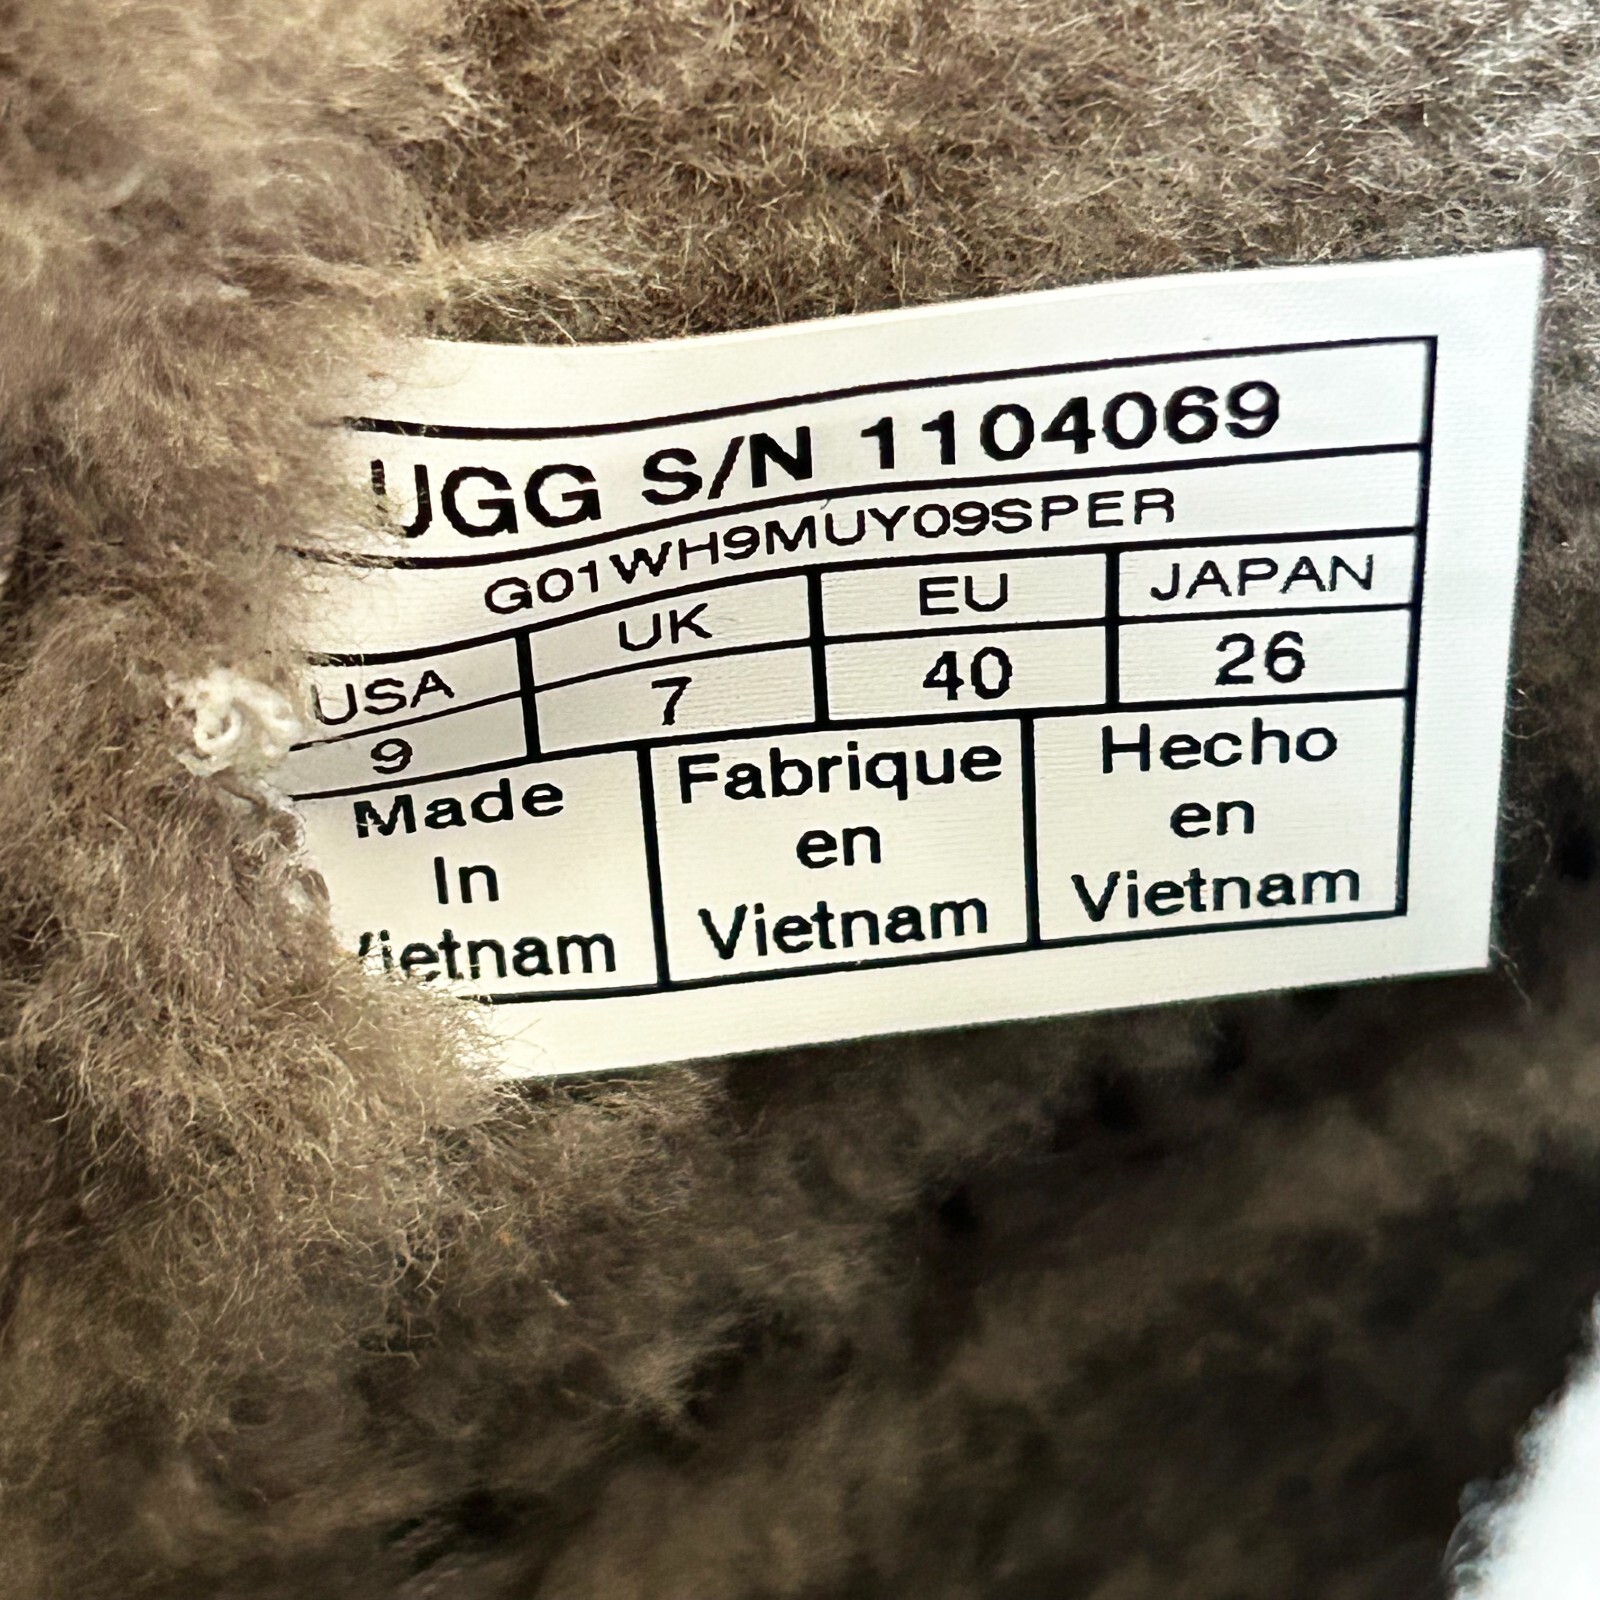 UGG S/N 1104069
G01WH9MUY09SPER
USA UK EU JAPAN
9 7 40 26
Made In Vietnam
Fabrique en Vietnam
Hecho en Vietnam